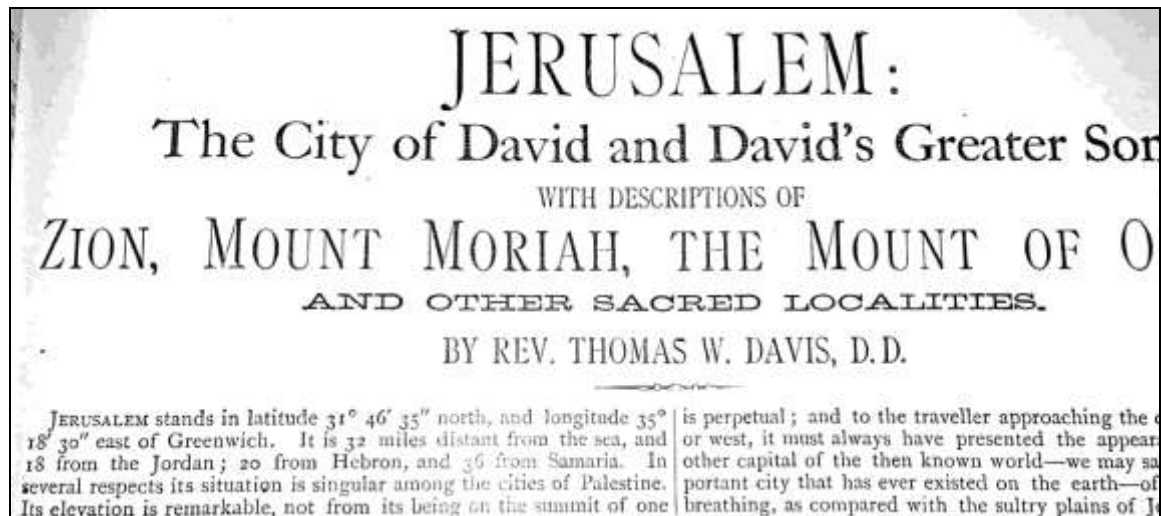 JERUSALEM:
The City of David and David's Greater Son
WITH DESCRIPTIONS OF
ZION, MOUNT MORIAH, THE MOUNT OF O
AND OTHER SACRED LOCALITIES.
BY REV. THOMAS W. DAVIS, D.D.
JERUSALEM stands in latitude 31° 46' 35" north, and longitude 35°
18' 30" east of Greenwich. It is 32 miles distant from the sea, and
18 from the Jordan; 20 from Hebron, and 36 from Samaria. In
several respects its situation is singular among the cities of Palestine.
Its elevation is remarkable, not from its being on the summit of one
is perpetual; and to the traveller approaching the
or west, it must always have presented the appear
other capital of the then known world—we may sa
portant city that has ever existed on the earth—of
breathing, as compared with the sultry plains of J